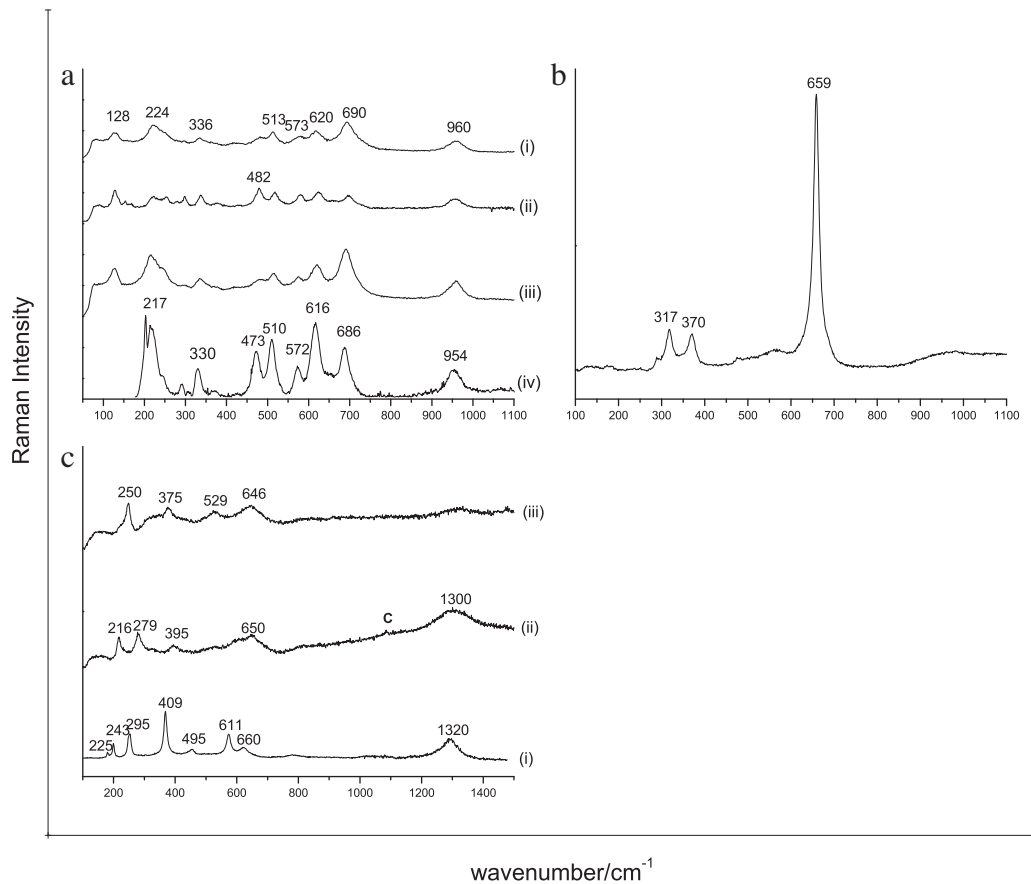 a
128 224 336 513 573 620 690 960
(i)
482
(ii)
(iii)
217 330 473 510 572 616 686 954
(iv)
100 200 300 400 500 600 700 800 900 1000 1100
b
659
317 370
100 200 300 400 500 600 700 800 900 1000 1100
c
250 375 529 646
(iii)
216 279 395 650 C 1300
(ii)
225 243 295 409 495 611 660 1320
(i)
200 400 600 800 1000 1200 1400
Raman Intensity
wavenumber/cm⁻¹